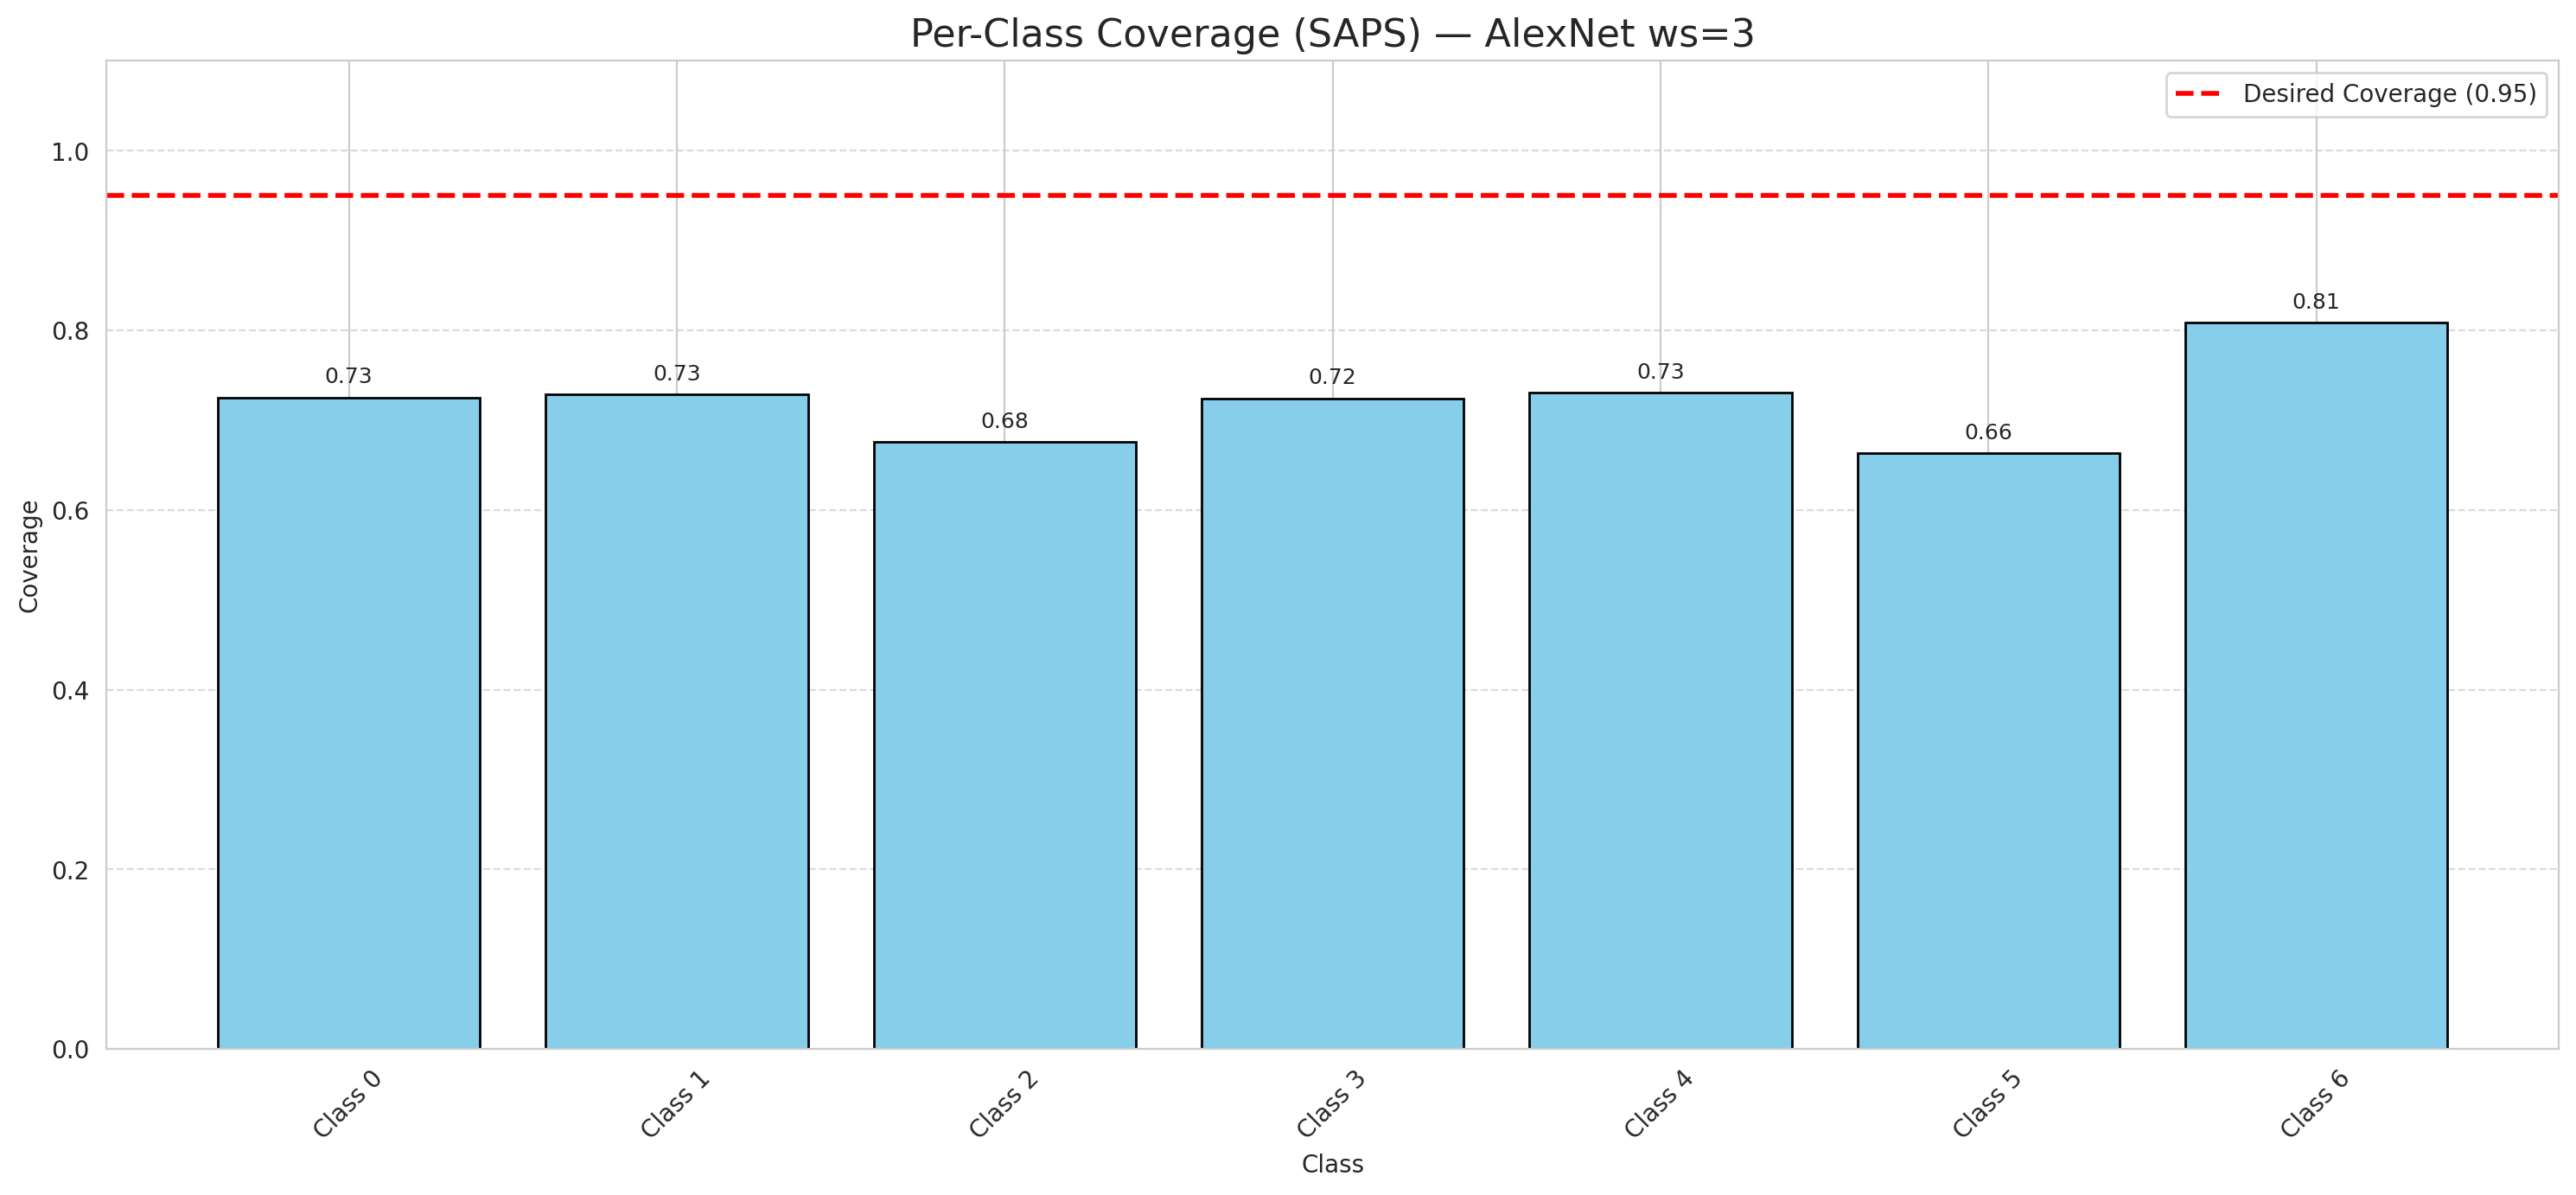 Per-Class Coverage (SAPS) — AlexNet ws=3
Desired Coverage (0.95)
Coverage
1.0
0.8
0.6
0.4
0.2
0.0
0.73
0.73
0.68
0.72
0.73
0.66
0.81
Class 0
Class 1
Class 2
Class 3
Class 4
Class 5
Class 6
Class